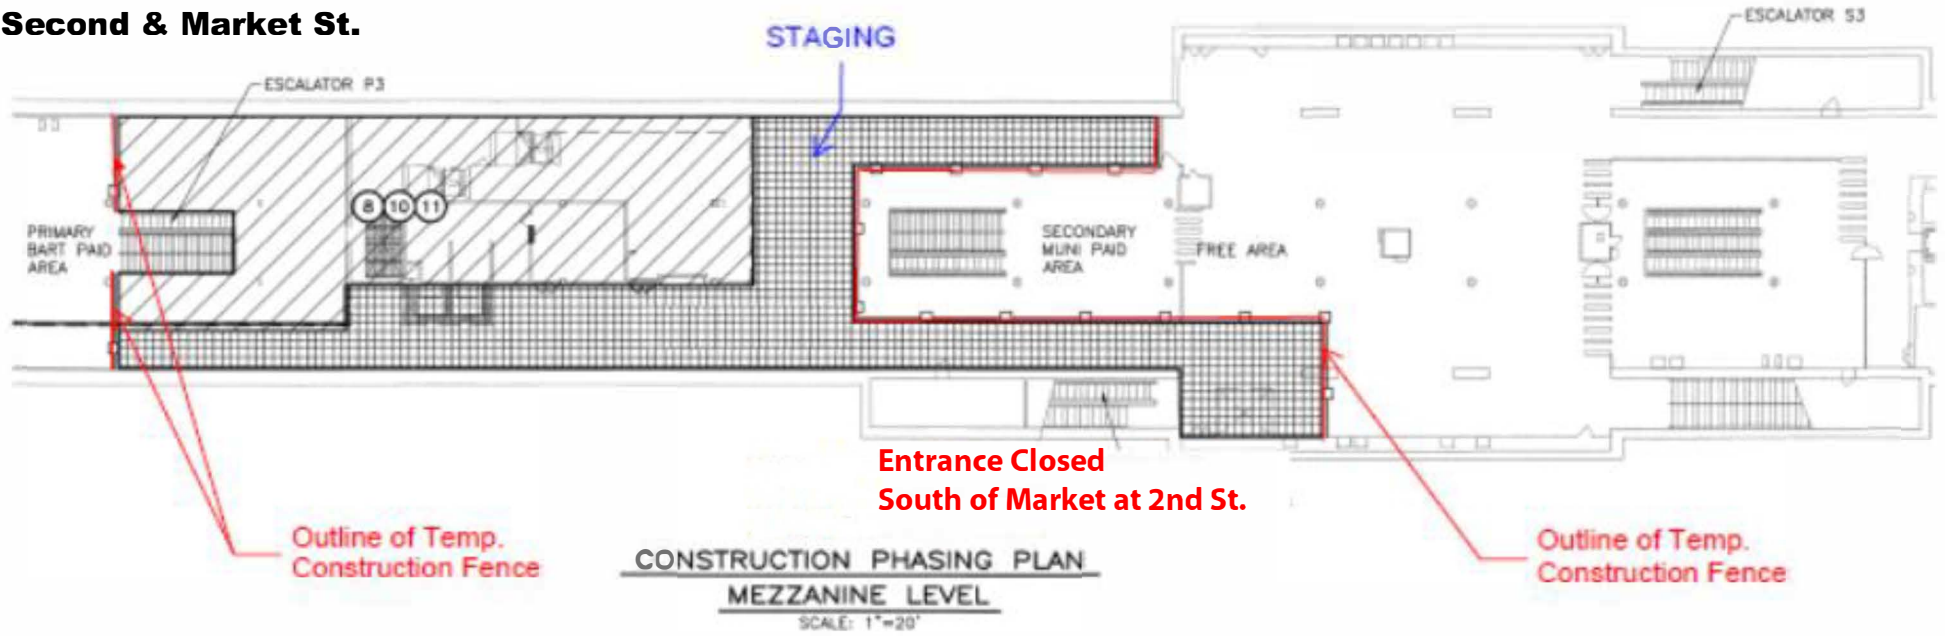 Second & Market St.
STAGING
ESCALATOR S3
ESCALATOR P3
8 10 11
PRIMARY
BART PAID
AREA
SECONDARY
MUNI PAID
AREA
FREE AREA
Entrance Closed
South of Market at 2nd St.
Outline of Temp.
Construction Fence
Outline of Temp.
Construction Fence
CONSTRUCTION PHASING PLAN
MEZZANINE LEVEL
SCALE: 1"=20'